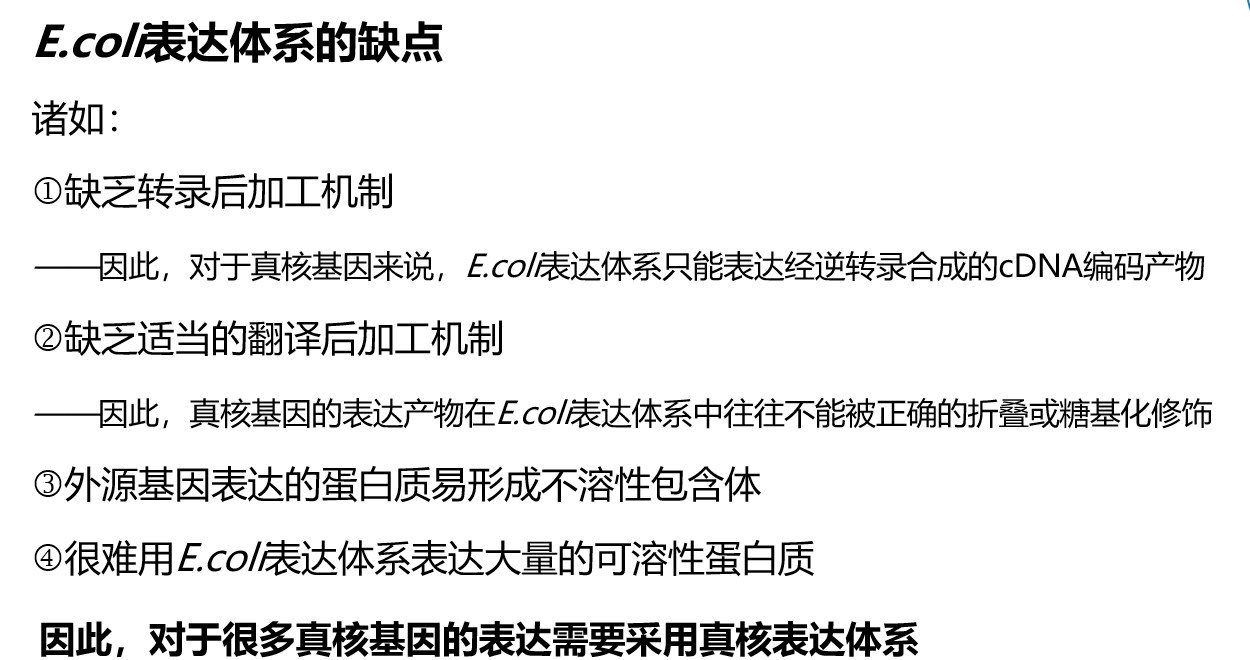 E.coli表达体系的缺点
诸如：
①缺乏转录后加工机制
——因此，对于真核基因来说，E.coli表达体系只能表达经逆转录合成的cDNA编码产物
②缺乏适当的翻译后加工机制
——因此，真核基因的表达产物在E.coli表达体系中往往不能被正确的折叠或糖基化修饰
③外源基因表达的蛋白质易形成不溶性包含体
④很难用E.coli表达体系表达大量的可溶性蛋白质
因此，对于很多真核基因的表达需要采用真核表达体系